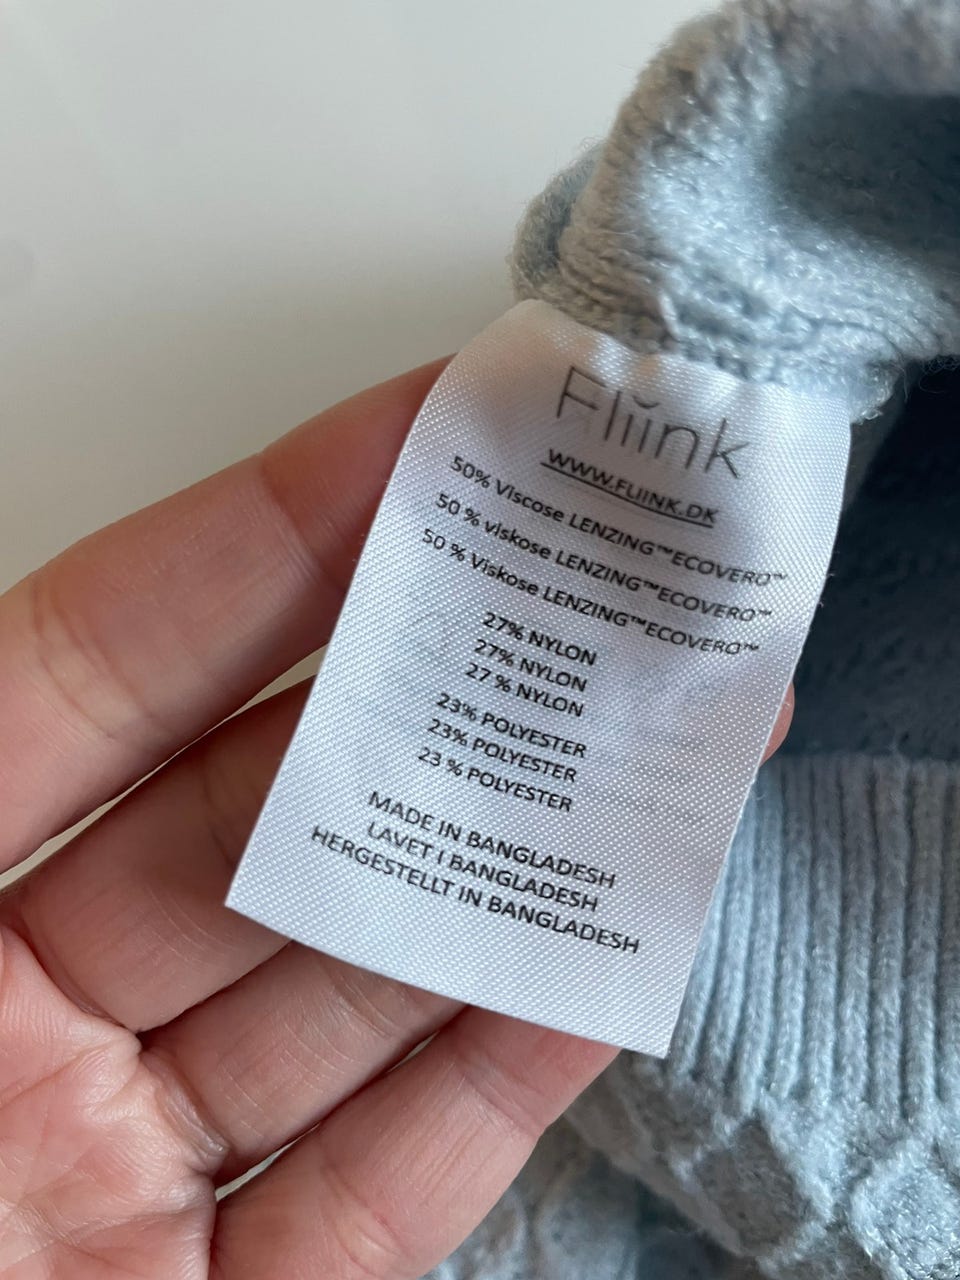 Fliink
WWW.FLIINK.DK
50% Viscose LENZING™ECOVERO™
50 % viskose LENZING™ECOVERO™
50 % Viskose LENZING™ECOVERO™
27% NYLON
27% NYLON
27 % NYLON
23% POLYESTER
23% POLYESTER
23 % POLYESTER
MADE IN BANGLADESH
LAVET I BANGLADESH
HERGESTELLT IN BANGLADESH